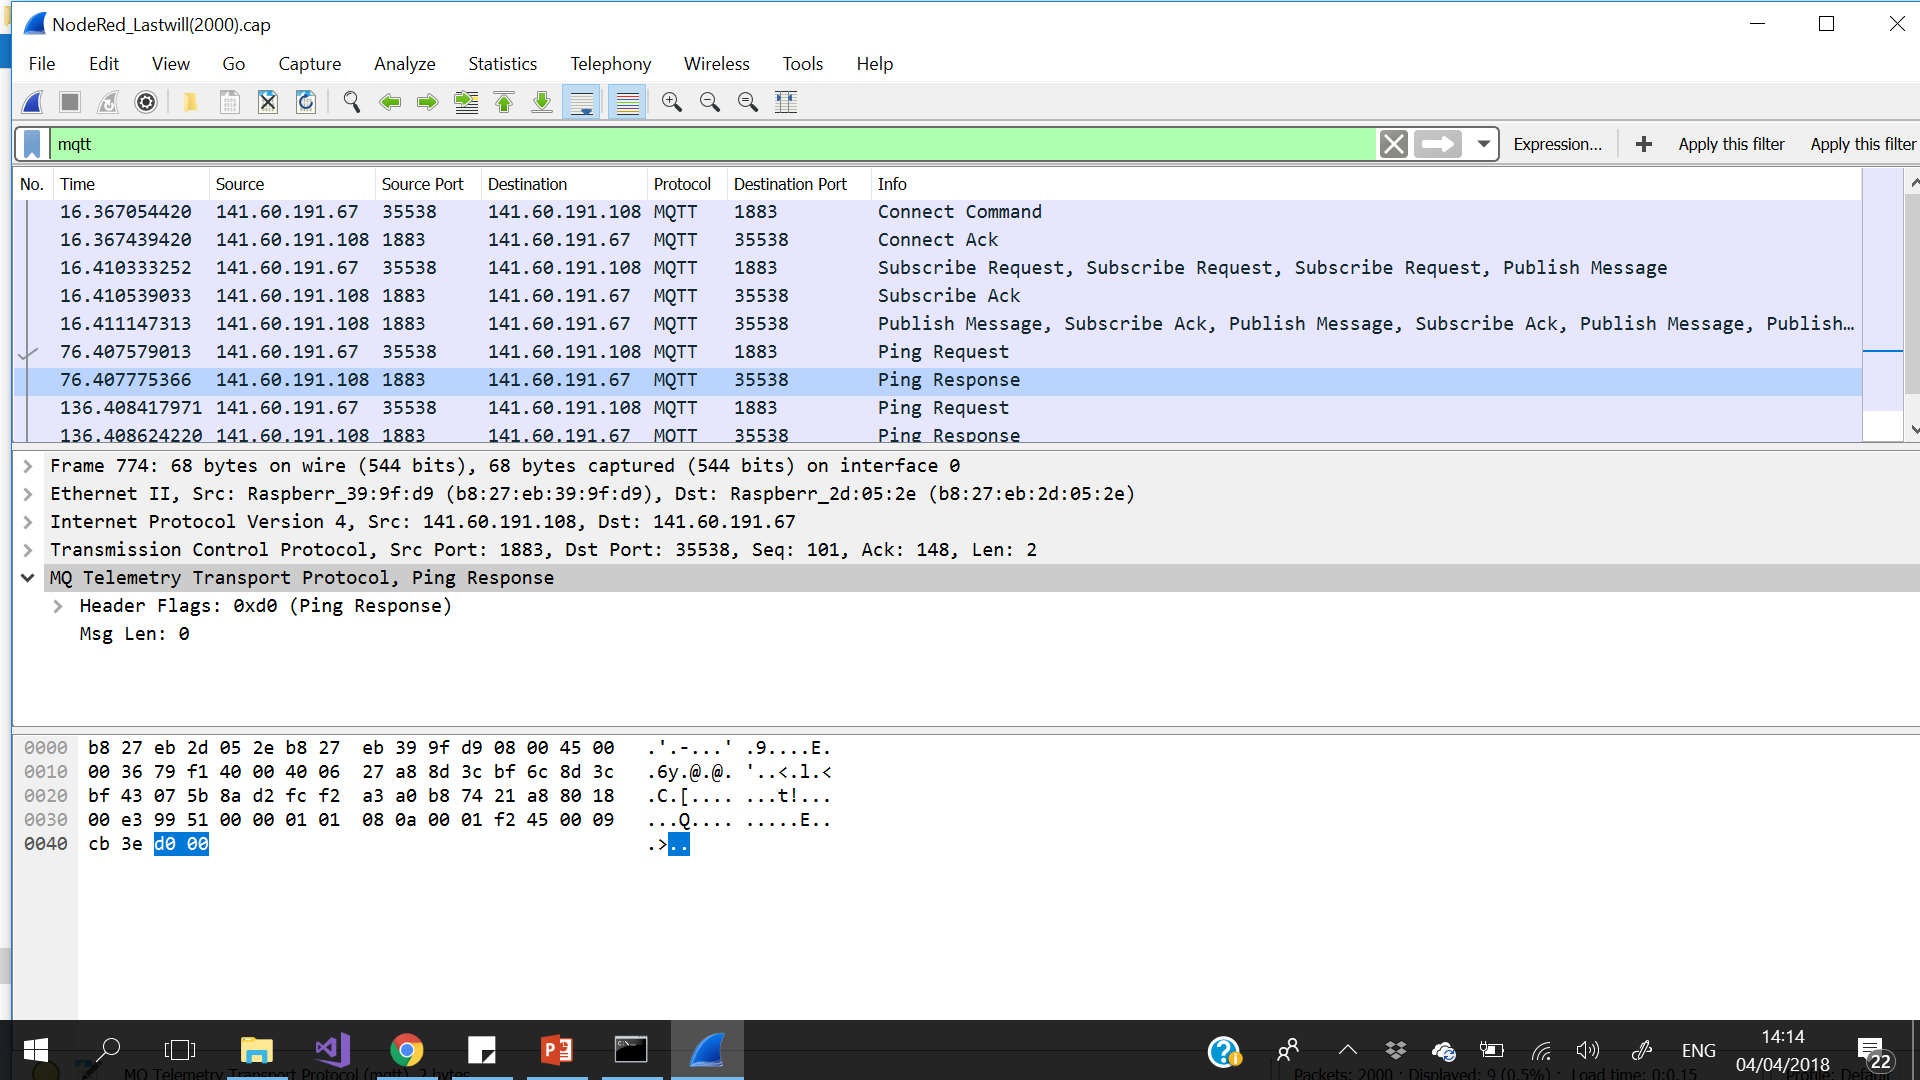 NodeRed_Lastwill(2000).cap
File Edit View Go Capture Analyze Statistics Telephony Wireless Tools Help
mqtt Expression... + Apply this filter Apply this filter
No. Time Source Source Port Destination Protocol Destination Port Info
16.367054420 141.60.191.67 35538 141.60.191.108 MQTT 1883 Connect Command
16.367439420 141.60.191.108 1883 141.60.191.67 MQTT 35538 Connect Ack
16.410333252 141.60.191.67 35538 141.60.191.108 MQTT 1883 Subscribe Request, Subscribe Request, Subscribe Request, Publish Message
16.410539033 141.60.191.108 1883 141.60.191.67 MQTT 35538 Subscribe Ack
16.411147313 141.60.191.108 1883 141.60.191.67 MQTT 35538 Publish Message, Subscribe Ack, Publish Message, Subscribe Ack, Publish Message, Publish…
76.407579013 141.60.191.67 35538 141.60.191.108 MQTT 1883 Ping Request
76.407775366 141.60.191.108 1883 141.60.191.67 MQTT 35538 Ping Response
136.408417971 141.60.191.67 35538 141.60.191.108 MQTT 1883 Ping Request
136.408624220 141.60.191.108 1883 141.60.191.67 MQTT 35538 Ping Response
Frame 774: 68 bytes on wire (544 bits), 68 bytes captured (544 bits) on interface 0
Ethernet II, Src: Raspberr_39:9f:d9 (b8:27:eb:39:9f:d9), Dst: Raspberr_2d:05:2e (b8:27:eb:2d:05:2e)
Internet Protocol Version 4, Src: 141.60.191.108, Dst: 141.60.191.67
Transmission Control Protocol, Src Port: 1883, Dst Port: 35538, Seq: 101, Ack: 148, Len: 2
MQ Telemetry Transport Protocol, Ping Response
Header Flags: 0xd0 (Ping Response)
Msg Len: 0
0000 b8 27 eb 2d 05 2e b8 27 eb 39 9f d9 08 00 45 00 .'.-...' .9....E.
0010 00 36 79 f1 40 00 40 06 27 a8 8d 3c bf 6c 8d 3c .6y.@.@. '..<.l.<
0020 bf 43 07 5b 8a d2 fc f2 a3 a0 b8 74 21 a8 80 18 .C.[.... ...t!...
0030 00 e3 99 51 00 00 01 01 08 0a 00 01 f2 45 00 09 ...Q.... .....E..
0040 cb 3e d0 00 .>..
ENG 14:14 22
04/04/2018
MQ Telemetry Transport Protocol (mqtt), 2 bytes Packets: 2000 · Displayed: 9 (0.5%) · Load time: 0:0.15 Profile: Default